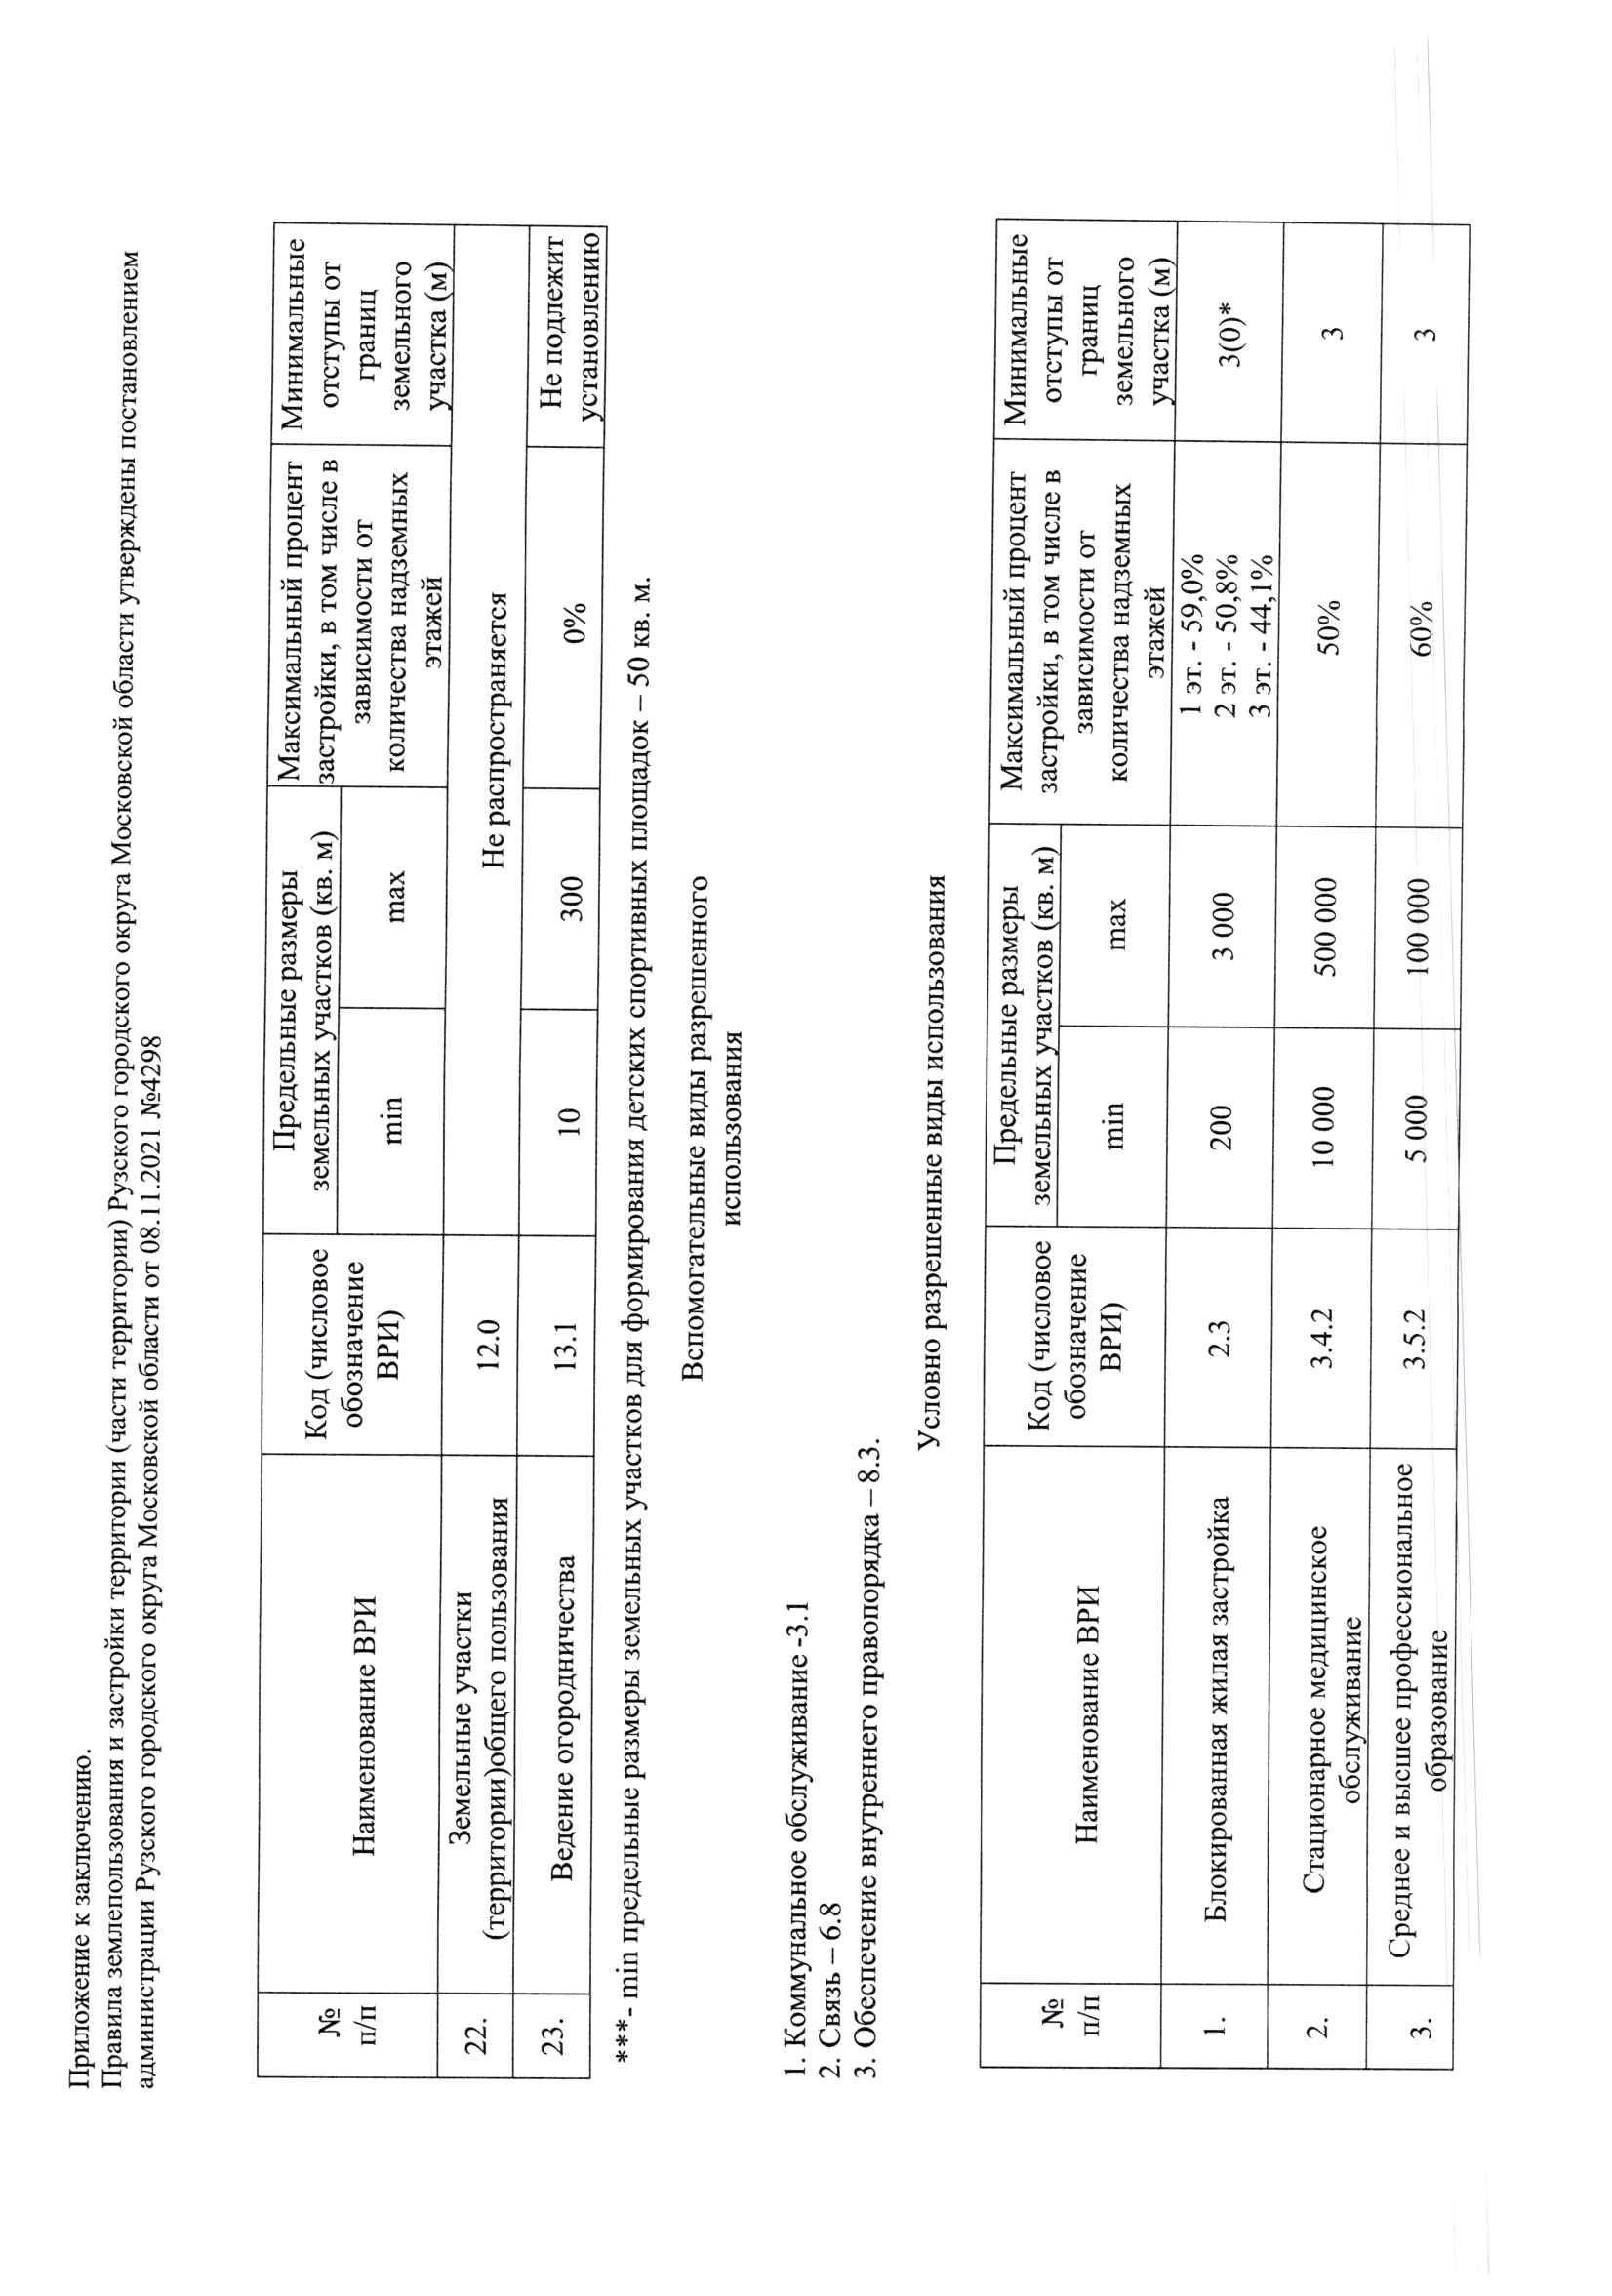 Приложение к заключению.
Правила землепользования и застройки территории (части территории) Рузского городского округа Московской области утверждены постановлением
администрации Рузского городского округа Московской области от 08.11.2021 №4298
№
п/п
Наименование ВРИ
Код (числовое
обозначение
ВРИ)
Предельные размеры
земельных участков (кв. м)
min
max
Максимальный процент
застройки, в том числе в
зависимости от
количества надземных
этажей
Минимальные
отступы от
границ
земельного
участка (м)
22.
Земельные участки
(территории)общего пользования
12.0
Не распространяется
23.
Ведение огородничества
13.1
10
300
0%
Не подлежит
установлению
***- min предельные размеры земельных участков для формирования детских спортивных площадок – 50 кв. м.
Вспомогательные виды разрешенного
использования
1. Коммунальное обслуживание -3.1
2. Связь – 6.8
3. Обеспечение внутреннего правопорядка – 8.3.
Условно разрешенные виды использования
№
п/п
Наименование ВРИ
Код (числовое
обозначение
ВРИ)
Предельные размеры
земельных участков (кв. м)
min
max
Максимальный процент
застройки, в том числе в
зависимости от
количества надземных
этажей
Минимальные
отступы от
границ
земельного
участка (м)
1.
Блокированная жилая застройка
2.3
200
3 000
1 эт. - 59,0%
2 эт. - 50,8%
3 эт. - 44,1%
3(0)*
2.
Стационарное медицинское
обслуживание
3.4.2
10 000
500 000
50%
3
3.
Среднее и высшее профессиональное
образование
3.5.2
5 000
100 000
60%
3